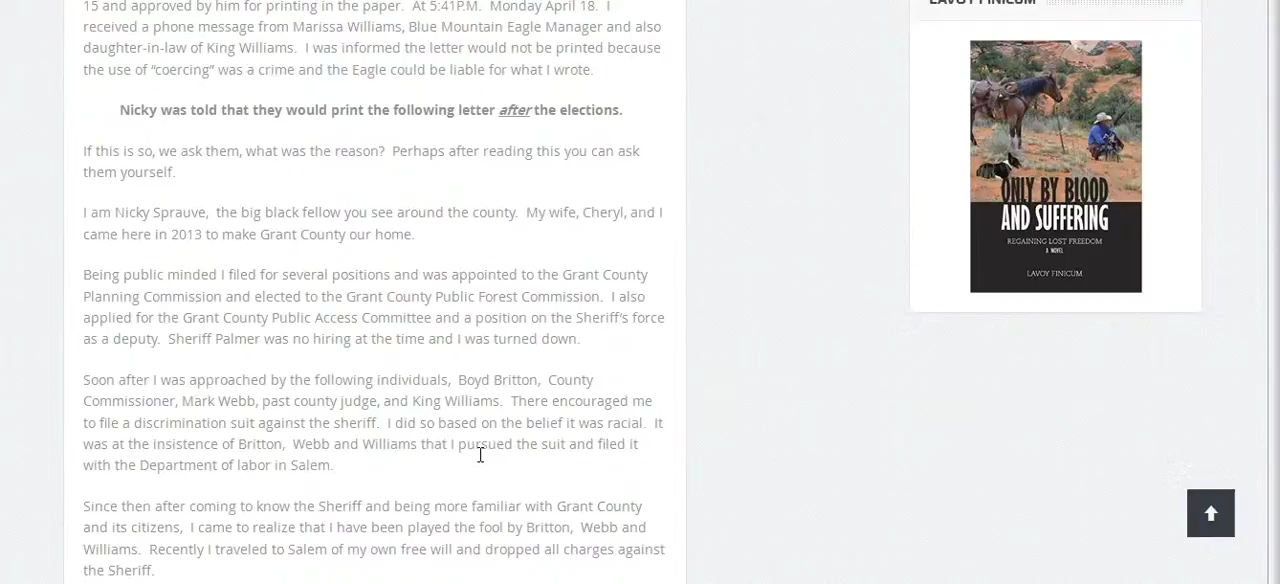 15 and approved by him for printing in the paper.  At 5:41P.M.  Monday April 18.  I
received a phone message from Marissa Williams, Blue Mountain Eagle Manager and also
daughter-in-law of King Williams.  I was informed the letter would not be printed because
the use of “coercing” was a crime and the Eagle could be liable for what I wrote.
Nicky was told that they would print the following letter after the elections.
If this is so, we ask them, what was the reason?  Perhaps after reading this you can ask
them yourself.
I am Nicky Sprauve,  the big black fellow you see around the county.  My wife, Cheryl, and I
came here in 2013 to make Grant County our home.
Being public minded I filed for several positions and was appointed to the Grant County
Planning Commission and elected to the Grant County Public Forest Commission.  I also
applied for the Grant County Public Access Committee and a position on the Sheriff’s force
as a deputy.  Sheriff Palmer was no hiring at the time and I was turned down.
Soon after I was approached by the following individuals,  Boyd Britton,  County
Commissioner, Mark Webb, past county judge, and King Williams.  There encouraged me
to file a discrimination suit against the sheriff.  I did so based on the belief it was racial.  It
was at the insistence of Britton,  Webb and Williams that I pursued the suit and filed it
with the Department of labor in Salem.
Since then after coming to know the Sheriff and being more familiar with Grant County
and its citizens,  I came to realize that I have been played the fool by Britton,  Webb and
Williams.  Recently I traveled to Salem of my own free will and dropped all charges against
the Sheriff.
LAVOY FINICUM
ONLY BY BLOOD
AND SUFFERING
REGAINING LOST FREEDOM
A NOVEL
LAVOY FINICUM